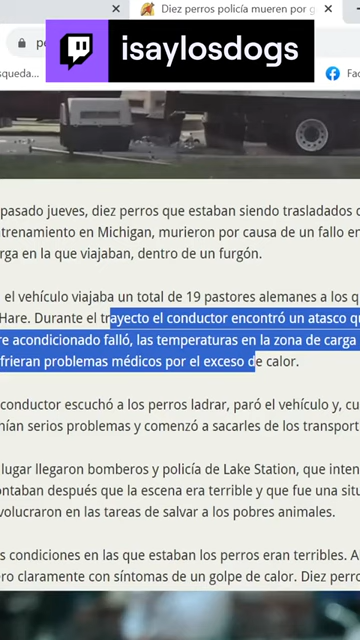 Diez perros policía mueren por g
isaylosdogs
squeda...
Fac
pasado jueves, diez perros que estaban siendo trasladados
trenamiento en Michigan, murieron por causa de un fallo en
rga en la que viajaban, dentro de un furgón.
el vehículo viajaba un total de 19 pastores alemanes a los q
Hare. Durante el trayecto el conductor encontró un atasco qu
re acondicionado falló, las temperaturas en la zona de carga
frieran problemas médicos por el exceso de calor.
conductor escuchó a los perros ladrar, paró el vehículo y, cu
nían serios problemas y comenzó a sacarles de los transport
lugar llegaron bomberos y policía de Lake Station, que inten
ontaban después que la escena era terrible y que fue una situ
volucraron en las tareas de salvar a los pobres animales.
s condiciones en las que estaban los perros eran terribles. A
ero claramente con síntomas de un golpe de calor. Diez perro